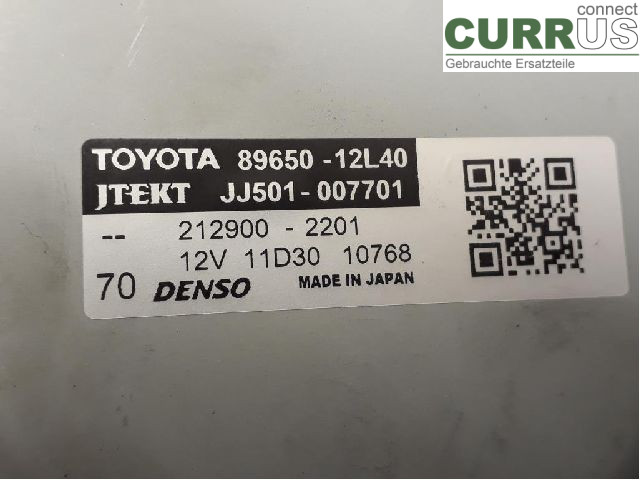 connect
CURRUS
Gebrauchte Ersatzteile
TOYOTA 89650-12L40
JTEKT JJ501-007701
-- 212900-2201
12V 11D30 10768
70 DENSO MADE IN JAPAN